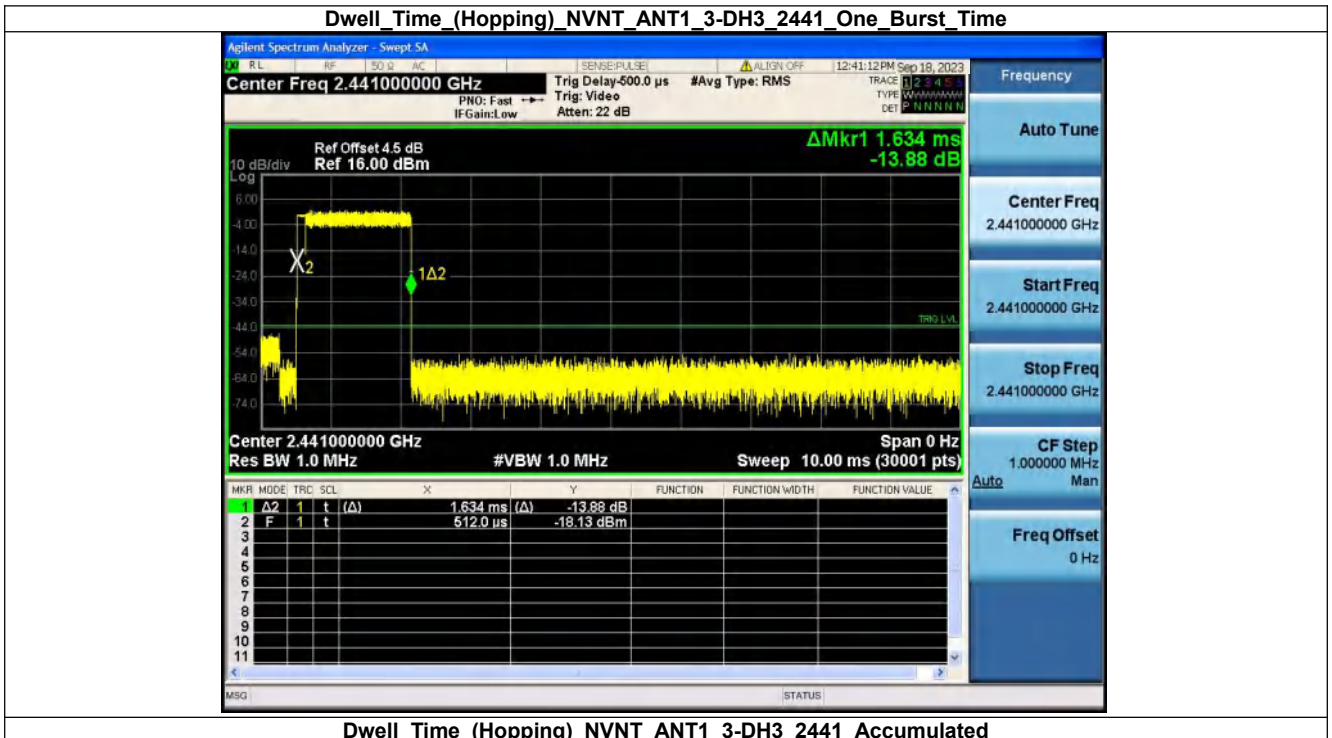 Dwell_Time_(Hopping)_NVNT_ANT1_3-DH3_2441_One_Burst_Time
Agilent Spectrum Analyzer - Swept SA
RL RF 50 Ω AC SENSE:PULSE ALIGN OFF 12:41:12 PM Sep 18, 2023
Center Freq 2.441000000 GHz
PNO: Fast
IFGain:Low
Trig Delay-500.0 µs
Trig: Video
Atten: 22 dB
#Avg Type: RMS
TRACE 1 2 3 4 5 6
TYPE
DET P N N N N N
Frequency
Auto Tune
Center Freq
2.441000000 GHz
Start Freq
2.441000000 GHz
Stop Freq
2.441000000 GHz
CF Step
1.000000 MHz
Auto Man
Freq Offset
0 Hz
ΔMkr1 1.634 ms
-13.88 dB
Ref Offset 4.5 dB
10 dB/div Ref 16.00 dBm
Log
6.00
-4.00
-14.0
-24.0
-34.0
-44.0
-54.0
-64.0
-74.0
X2
1Δ2
TRIG LVL
Center 2.441000000 GHz Span 0 Hz
Res BW 1.0 MHz #VBW 1.0 MHz Sweep 10.00 ms (30001 pts)
MKR MODE TRC SCL X Y FUNCTION FUNCTION WIDTH FUNCTION VALUE
1 Δ2 1 t (Δ) 1.634 ms (Δ) -13.88 dB
2 F 1 t 512.0 µs -18.13 dBm
3
4
5
6
7
8
9
10
11
MSG STATUS
Dwell_Time_(Hopping)_NVNT_ANT1_3-DH3_2441_Accumulated